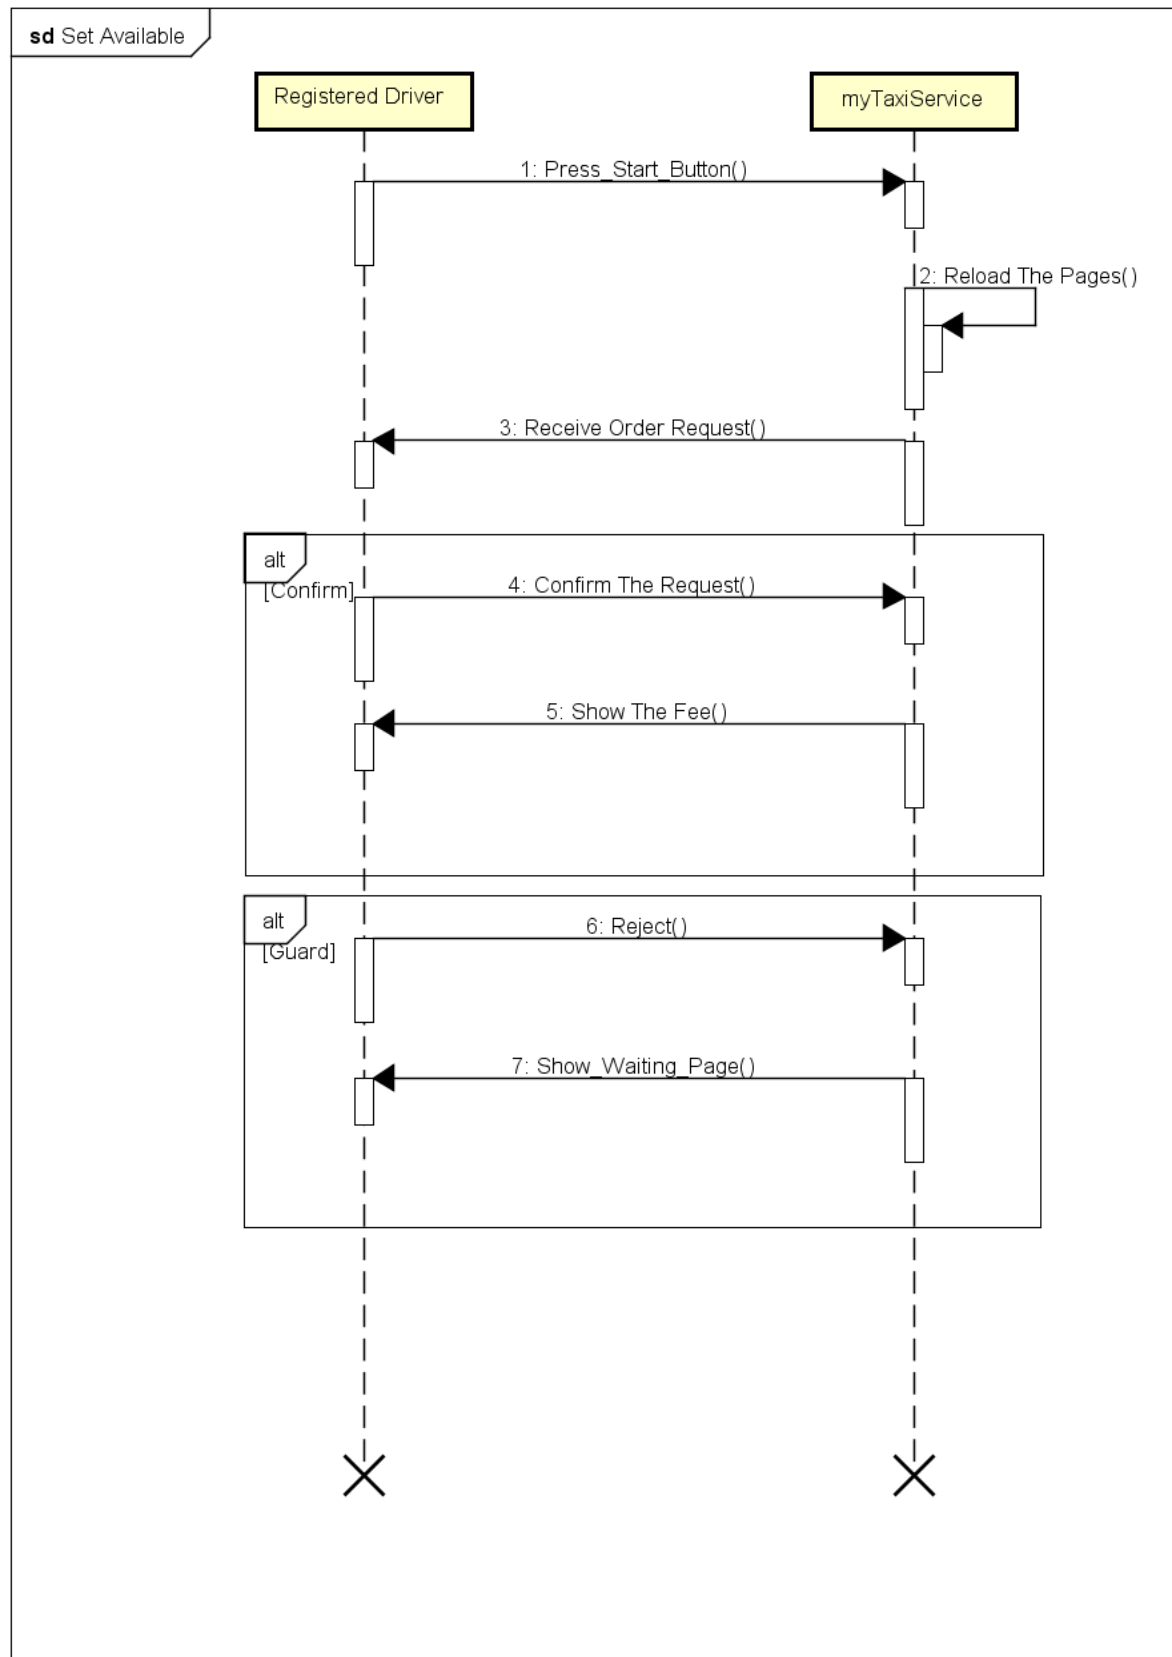 sd Set Available
Registered Driver
myTaxiService
1: Press_Start_Button()
2: Reload The Pages()
3: Receive Order Request()
alt
[Confirm]
4: Confirm The Request()
5: Show The Fee()
alt
[Guard]
6: Reject()
7: Show_Waiting_Page()